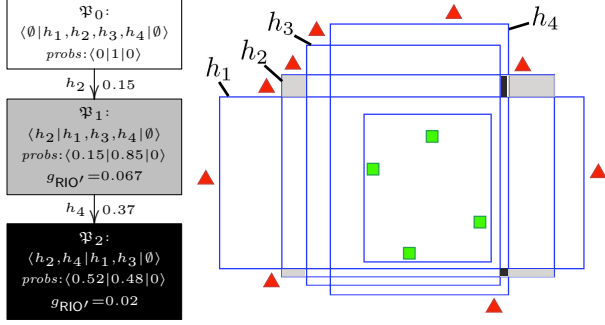 𝔓₀:
⟨∅|h₁, h₂, h₃, h₄|∅⟩
probs:⟨0|1|0⟩
h₂ 0.15
𝔓₁:
⟨h₂|h₁, h₃, h₄|∅⟩
probs:⟨0.15|0.85|0⟩
g_RIO′=0.067
h₄ 0.37
𝔓₂:
⟨h₂, h₄|h₁, h₃|∅⟩
probs:⟨0.52|0.48|0⟩
g_RIO′=0.02
h₃
h₄
h₂
h₁